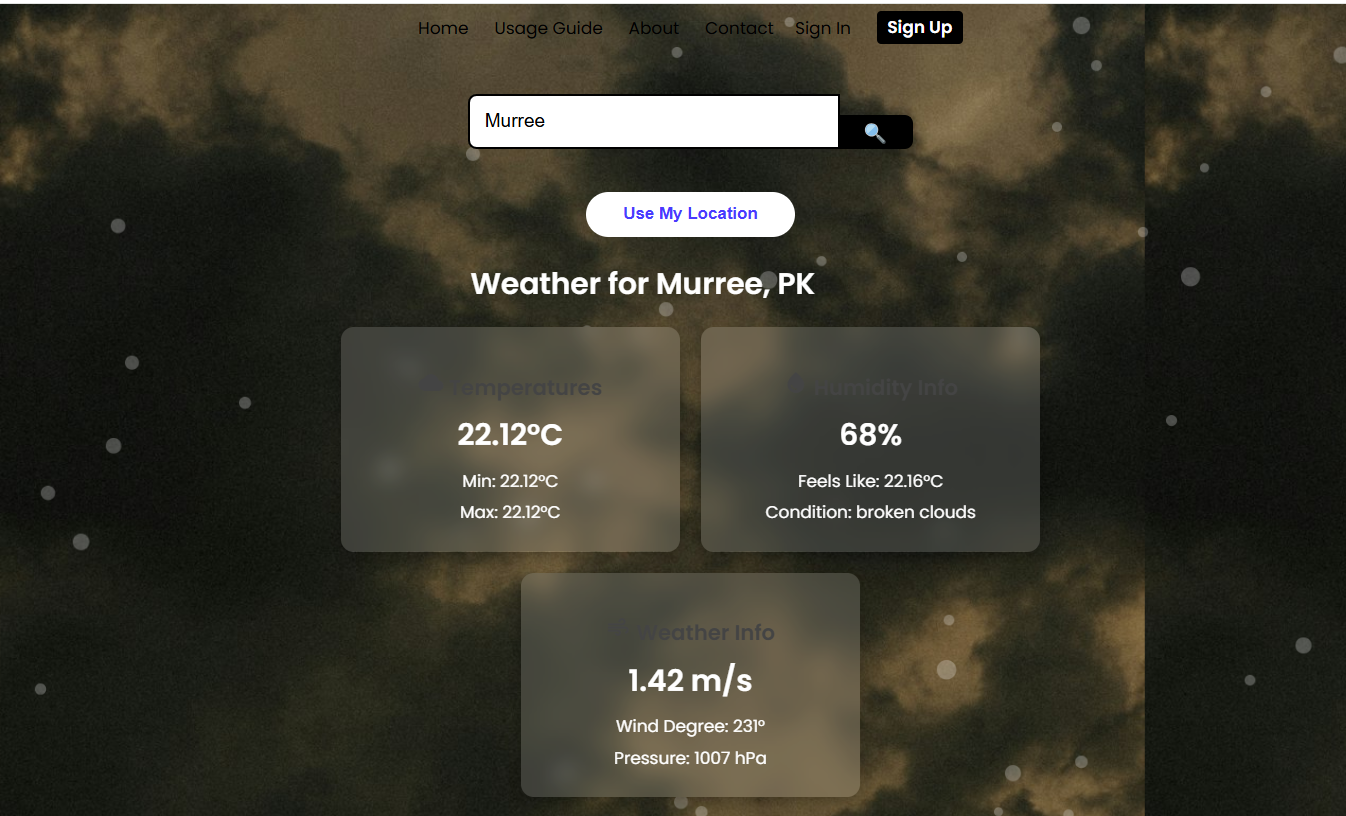 Home Usage Guide About Contact Sign In Sign Up
Murree
Use My Location
Weather for Murree, PK
Temperatures
22.12°C
Min: 22.12°C
Max: 22.12°C
Humidity Info
68%
Feels Like: 22.16°C
Condition: broken clouds
Weather Info
1.42 m/s
Wind Degree: 231°
Pressure: 1007 hPa